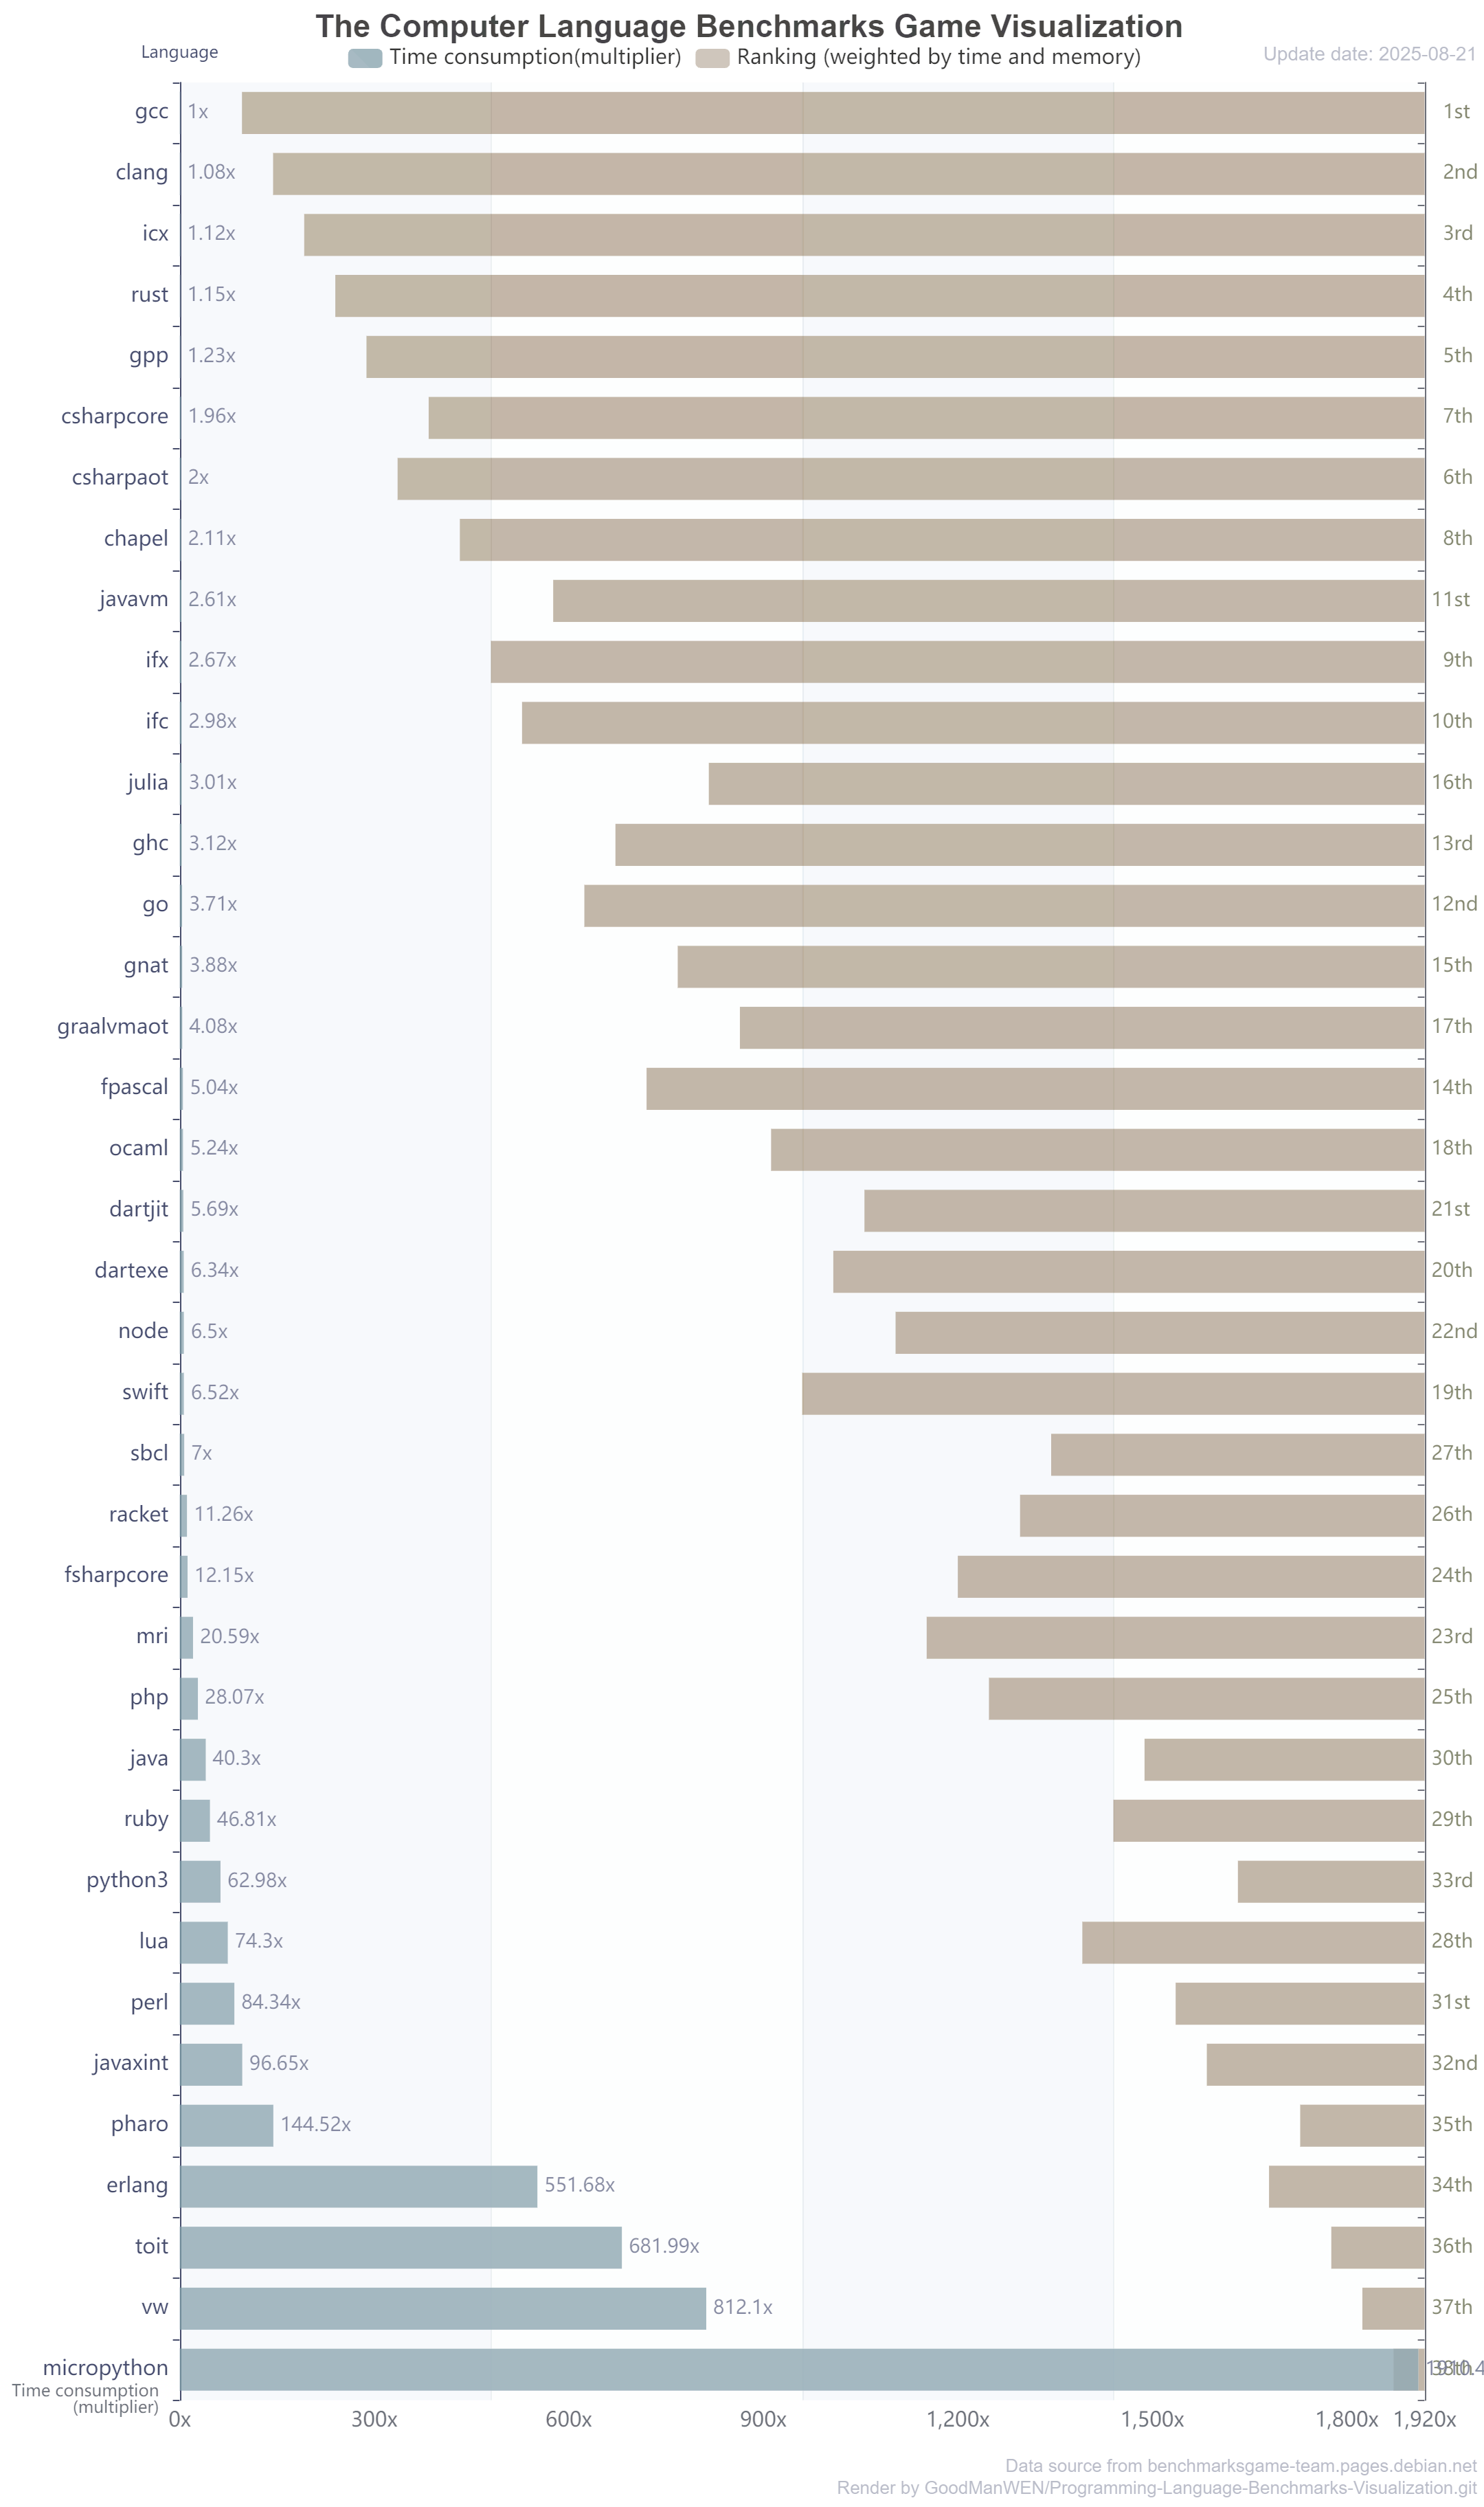 The Computer Language Benchmarks Game Visualization
Language
Time consumption(multiplier) Ranking (weighted by time and memory)
Update date: 2025-08-21
gcc 1x 1st
clang 1.08x 2nd
icx 1.12x 3rd
rust 1.15x 4th
gpp 1.23x 5th
csharpcore 1.96x 7th
csharpaot 2x 6th
chapel 2.11x 8th
javavm 2.61x 11st
ifx 2.67x 9th
ifc 2.98x 10th
julia 3.01x 16th
ghc 3.12x 13rd
go 3.71x 12nd
gnat 3.88x 15th
graalvmaot 4.08x 17th
fpascal 5.04x 14th
ocaml 5.24x 18th
dartjit 5.69x 21st
dartexe 6.34x 20th
node 6.5x 22nd
swift 6.52x 19th
sbcl 7x 27th
racket 11.26x 26th
fsharpcore 12.15x 24th
mri 20.59x 23rd
php 28.07x 25th
java 40.3x 30th
ruby 46.81x 29th
python3 62.98x 33rd
lua 74.3x 28th
perl 84.34x 31st
javaxint 96.65x 32nd
pharo 144.52x 35th
erlang 551.68x 34th
toit 681.99x 36th
vw 812.1x 37th
micropython 38th
Time consumption
(multiplier)
0x 300x 600x 900x 1,200x 1,500x 1,800x 1,920x
Data source from benchmarksgame-team.pages.debian.net
Render by GoodManWEN/Programming-Language-Benchmarks-Visualization.git